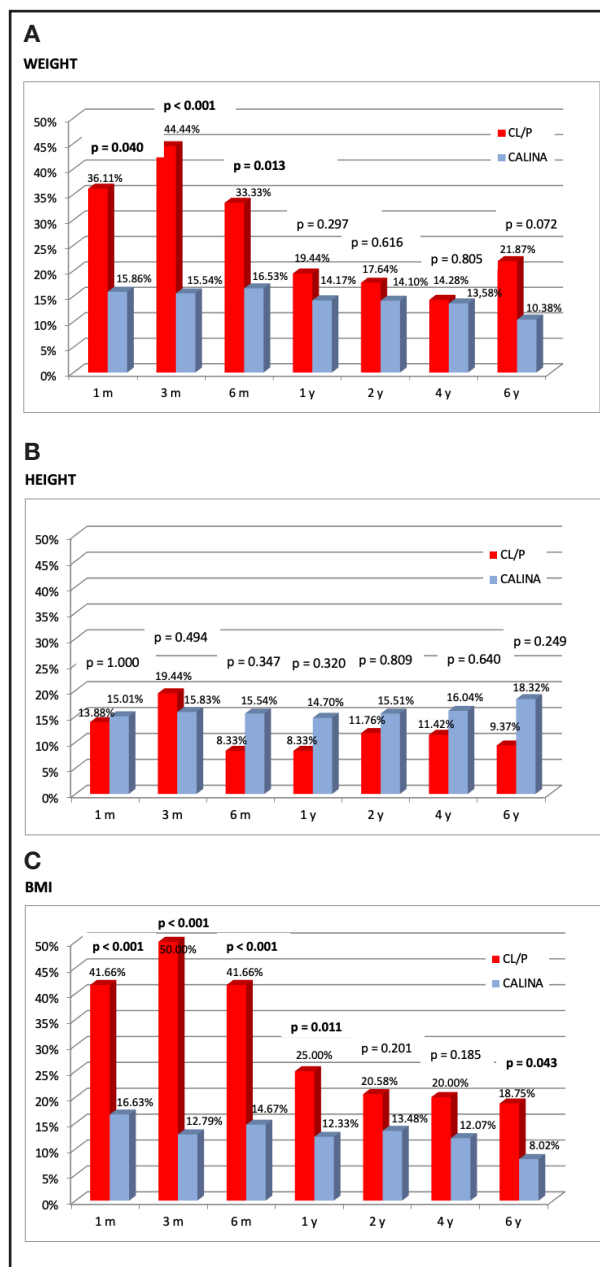 A
WEIGHT
p < 0.001
50%
CL/P
CALINA
p = 0.040
44.44%
45%
p = 0.013
40%
36.11%
33.33%
35%
p = 0.297
p = 0.616
p = 0.805
p = 0.072
30%
25%
21.87%
20%
19.44%
17.64%
15.86%
15.54%
16.53%
14.17%
14.10%
14.28%
13,58%
10.38%
15%
10%
5%
0%
1 m 3 m 6 m 1 y 2 y 4 y 6 y
B
HEIGHT
50%
CL/P
45%
CALINA
40%
35%
30%
p = 1.000
p = 0.494
p = 0.347
p = 0.320
p = 0.809
p = 0.640
p = 0.249
25%
20%
13.88%
15.01%
19.44%
15.83%
15.54%
14.70%
15.51%
16.04%
18.32%
15%
8.33%
8.33%
11.76%
11.42%
9.37%
10%
5%
0%
1 m 3 m 6 m 1 y 2 y 4 y 6 y
C
BMI
p < 0.001
p < 0.001
p < 0.001
50%
50.00%
CL/P
CALINA
45%
41.66%
41.66%
40%
35%
p = 0.011
30%
p = 0.201
p = 0.185
p = 0.043
25.00%
25%
20.58%
20.00%
18.75%
20%
16.63%
12.79%
14.67%
12.33%
13.48%
12.07%
8.02%
15%
10%
5%
0%
1 m 3 m 6 m 1 y 2 y 4 y 6 y